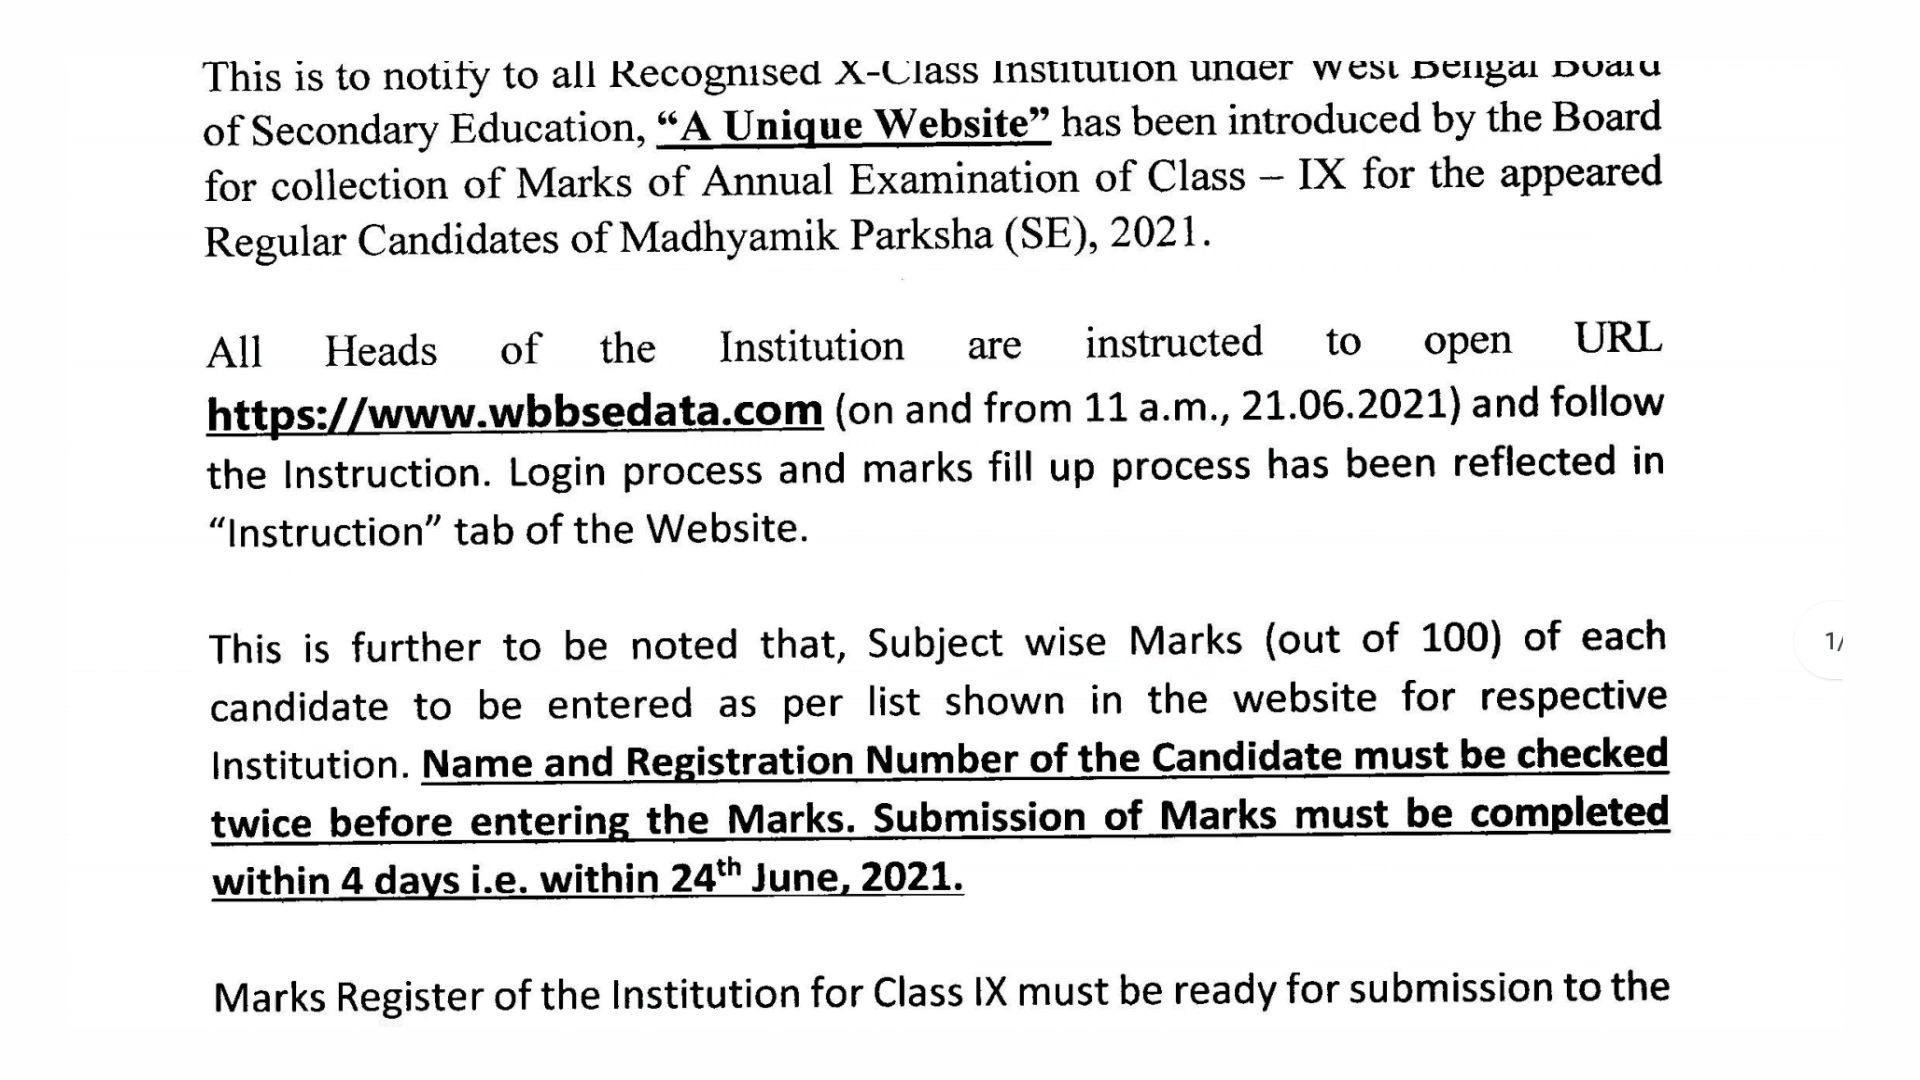 This is to notify to all Recognised X-Class Institution under West Bengal Board
of Secondary Education, “A Unique Website” has been introduced by the Board
for collection of Marks of Annual Examination of Class – IX for the appeared
Regular Candidates of Madhyamik Parksha (SE), 2021.
All Heads of the Institution are instructed to open URL
https://www.wbbsedata.com (on and from 11 a.m., 21.06.2021) and follow
the Instruction. Login process and marks fill up process has been reflected in
“Instruction” tab of the Website.
This is further to be noted that, Subject wise Marks (out of 100) of each
candidate to be entered as per list shown in the website for respective
Institution. Name and Registration Number of the Candidate must be checked
twice before entering the Marks. Submission of Marks must be completed
within 4 days i.e. within 24th June, 2021.
Marks Register of the Institution for Class IX must be ready for submission to the
1/